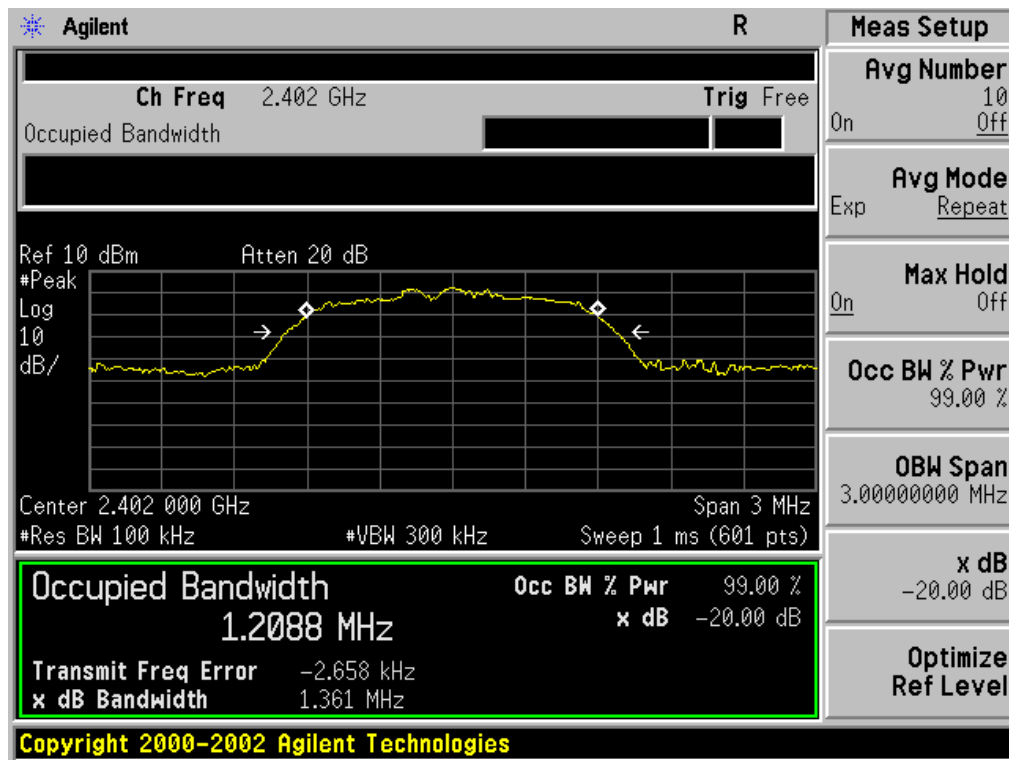 Agilent R Meas Setup
Ch Freq 2.402 GHz Trig Free
Occupied Bandwidth
Ref 10 dBm Atten 20 dB
#Peak
Log
10
dB/
Center 2.402 000 GHz Span 3 MHz
#Res BW 100 kHz #VBW 300 kHz Sweep 1 ms (601 pts)
Occupied Bandwidth Occ BW % Pwr 99.00 %
1.2088 MHz x dB -20.00 dB
Transmit Freq Error -2.658 kHz
x dB Bandwidth 1.361 MHz
Copyright 2000-2002 Agilent Technologies
Avg Number
10
On Off
Avg Mode
Exp Repeat
Max Hold
On Off
Occ BW % Pwr
99.00 %
OBW Span
3.00000000 MHz
x dB
-20.00 dB
Optimize
Ref Level